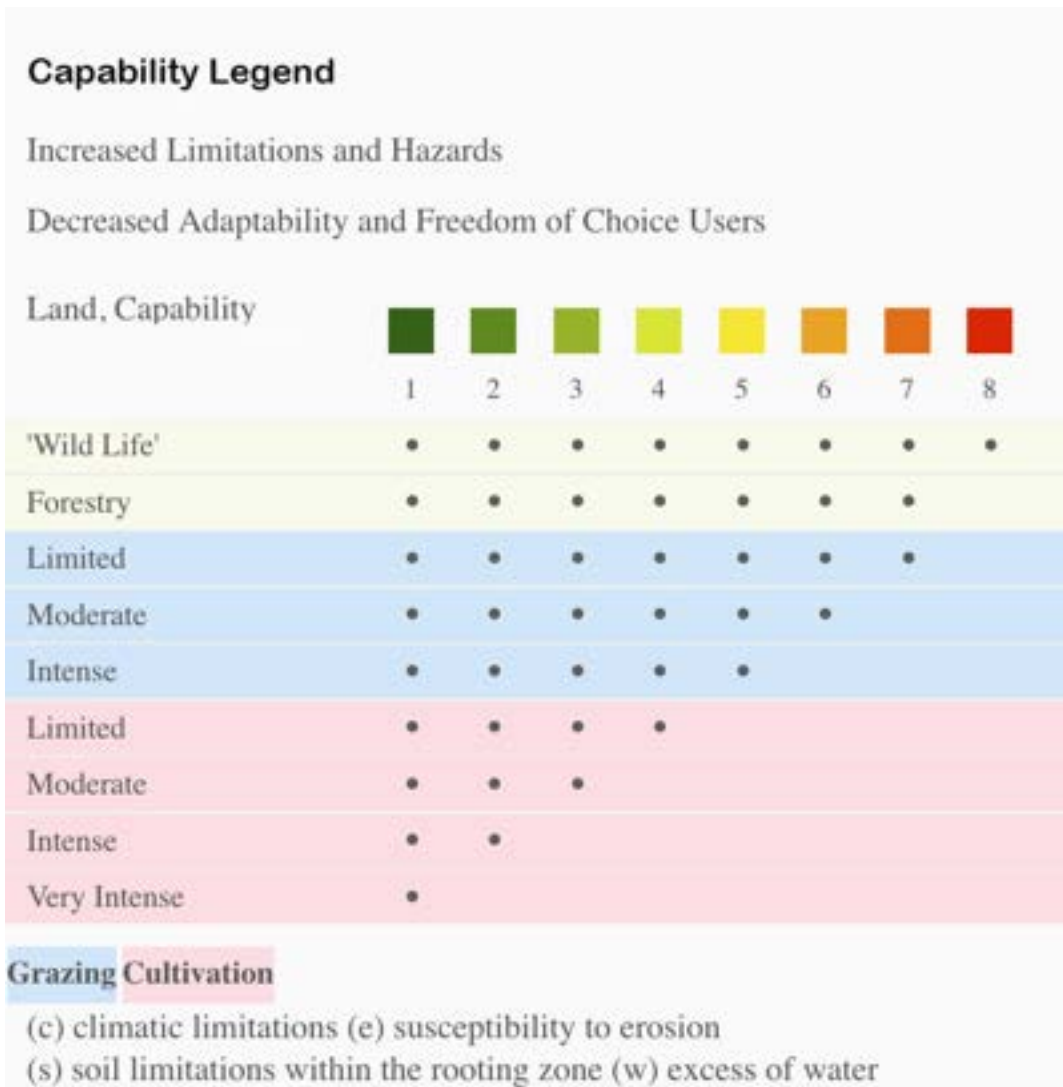 Capability Legend
Increased Limitations and Hazards
Decreased Adaptability and Freedom of Choice Users
Land, Capability
1 2 3 4 5 6 7 8
'Wild Life' • • • • • • • •
Forestry • • • • • • •
Limited • • • • • • •
Moderate • • • • • •
Intense • • • • •
Limited • • • •
Moderate • • •
Intense • •
Very Intense •
Grazing Cultivation
(c) climatic limitations (e) susceptibility to erosion
(s) soil limitations within the rooting zone (w) excess of water